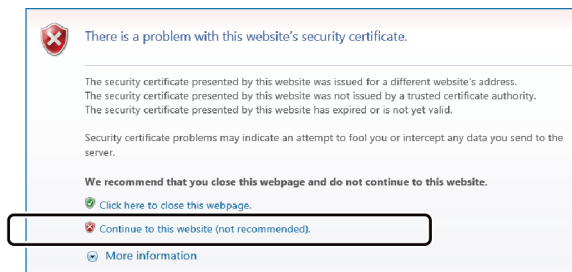 There is a problem with this website's security certificate.
The security certificate presented by this website was issued for a different website's address.
The security certificate presented by this website was not issued by a trusted certificate authority.
The security certificate presented by this website has expired or is not yet valid.
Security certificate problems may indicate an attempt to fool you or intercept any data you send to the
server.
We recommend that you close this webpage and do not continue to this website.
Click here to close this webpage.
Continue to this website (not recommended).
More information